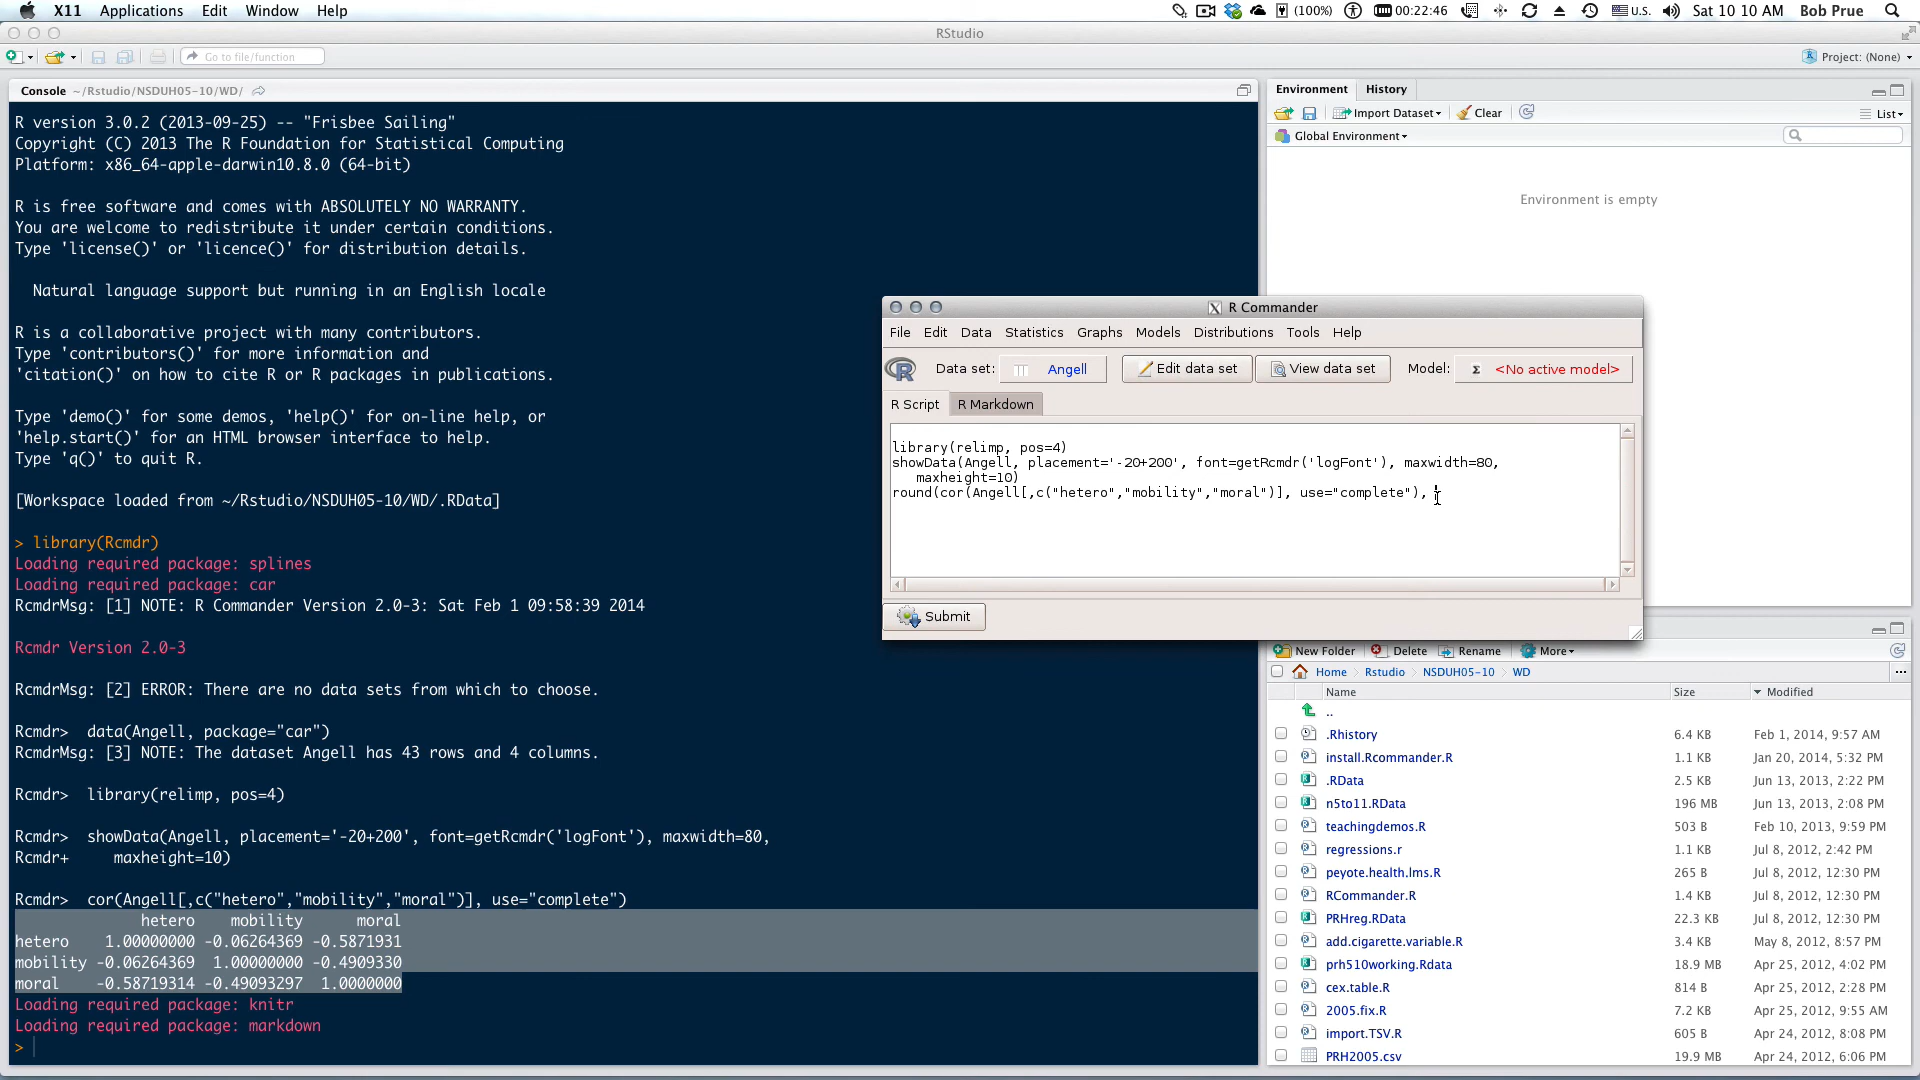 X11 Applications Edit Window Help
(100%) 00:22:46 U.S. Sat 10 10 AM Bob Prue
RStudio
Go to file/function
Project: (None)
Console ~/Rstudio/NSDUH05-10/WD/
R version 3.0.2 (2013-09-25) -- "Frisbee Sailing"
Copyright (C) 2013 The R Foundation for Statistical Computing
Platform: x86_64-apple-darwin10.8.0 (64-bit)
R is free software and comes with ABSOLUTELY NO WARRANTY.
You are welcome to redistribute it under certain conditions.
Type 'license()' or 'licence()' for distribution details.
Natural language support but running in an English locale
R is a collaborative project with many contributors.
Type 'contributors()' for more information and
'citation()' on how to cite R or R packages in publications.
Type 'demo()' for some demos, 'help()' for on-line help, or
'help.start()' for an HTML browser interface to help.
Type 'q()' to quit R.
[Workspace loaded from ~/Rstudio/NSDUH05-10/WD/.RData]
> library(Rcmdr)
Loading required package: splines
Loading required package: car
RcmdrMsg: [1] NOTE: R Commander Version 2.0-3: Sat Feb 1 09:58:39 2014
Rcmdr Version 2.0-3
RcmdrMsg: [2] ERROR: There are no data sets from which to choose.
Rcmdr> data(Angell, package="car")
RcmdrMsg: [3] NOTE: The dataset Angell has 43 rows and 4 columns.
Rcmdr> library(relimp, pos=4)
Rcmdr> showData(Angell, placement='-20+200', font=getRcmdr('logFont'), maxwidth=80,
Rcmdr+ maxheight=10)
Rcmdr> cor(Angell[,c("hetero","mobility","moral")], use="complete")
hetero mobility moral
hetero 1.00000000 -0.06264369 -0.5871931
mobility -0.06264369 1.00000000 -0.4909330
moral -0.58719314 -0.49093297 1.0000000
Loading required package: knitr
Loading required package: markdown
>
Environment History
Import Dataset Clear List
Global Environment
Environment is empty
R Commander
File Edit Data Statistics Graphs Models Distributions Tools Help
Data set: Angell Edit data set View data set Model: Σ <No active model>
R Script R Markdown
library(relimp, pos=4)
showData(Angell, placement='-20+200', font=getRcmdr('logFont'), maxwidth=80,
maxheight=10)
round(cor(Angell[,c("hetero","mobility","moral")], use="complete"),
Submit
New Folder Delete Rename More
Home Rstudio NSDUH05-10 WD ...
Name Size Modified
..
.Rhistory 6.4 KB Feb 1, 2014, 9:57 AM
install.Rcommander.R 1.1 KB Jan 20, 2014, 5:32 PM
.RData 2.5 KB Jun 13, 2013, 2:22 PM
n5to11.RData 196 MB Jun 13, 2013, 2:08 PM
teachingdemos.R 503 B Feb 10, 2013, 9:59 PM
regressions.r 1.1 KB Jul 8, 2012, 2:42 PM
peyote.health.lms.R 265 B Jul 8, 2012, 12:30 PM
RCommander.R 1.4 KB Jul 8, 2012, 12:30 PM
PRHreg.RData 22.3 KB Jul 8, 2012, 12:30 PM
add.cigarette.variable.R 3.4 KB May 8, 2012, 8:57 PM
prh510working.Rdata 18.9 MB Apr 25, 2012, 4:02 PM
cex.table.R 814 B Apr 25, 2012, 2:28 PM
2005.fix.R 7.2 KB Apr 25, 2012, 9:55 AM
import.TSV.R 605 B Apr 24, 2012, 8:08 PM
PRH2005.csv 19.9 MB Apr 24, 2012, 6:06 PM